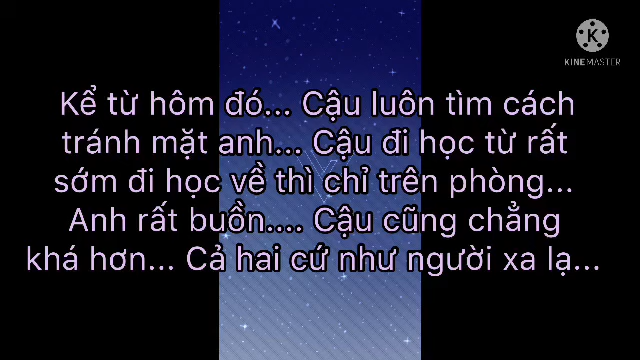 KINEMASTER
Kể từ hôm đó... Cậu luôn tìm cách
tránh mặt anh... Cậu đi học từ rất
sớm đi học về thì chỉ trên phòng...
Anh rất buồn.... Cậu cũng chẳng
khá hơn... Cả hai cứ như người xa lạ...